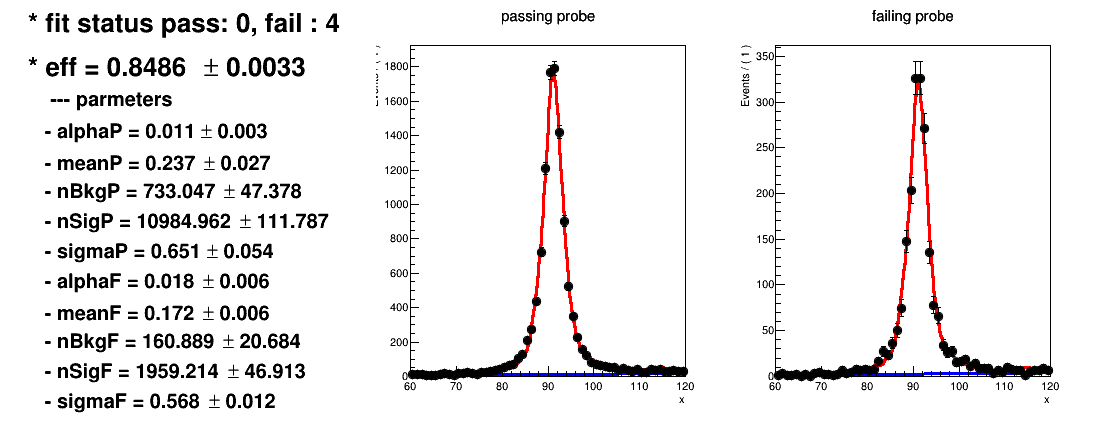 * fit status pass: 0, fail : 4
* eff = 0.8486 ± 0.0033
--- parmeters
- alphaP = 0.011 ± 0.003
- meanP = 0.237 ± 0.027
- nBkgP = 733.047 ± 47.378
- nSigP = 10984.962 ± 111.787
- sigmaP = 0.651 ± 0.054
- alphaF = 0.018 ± 0.006
- meanF = 0.172 ± 0.006
- nBkgF = 160.889 ± 20.684
- nSigF = 1959.214 ± 46.913
- sigmaF = 0.568 ± 0.012
passing probe
1800
1600
1400
1200
1000
800
600
400
200
0
60 70 80 90 100 110 120
x
failing probe
Events / ( 1 )
350
300
250
200
150
100
50
0
60 70 80 90 100 110 120
x